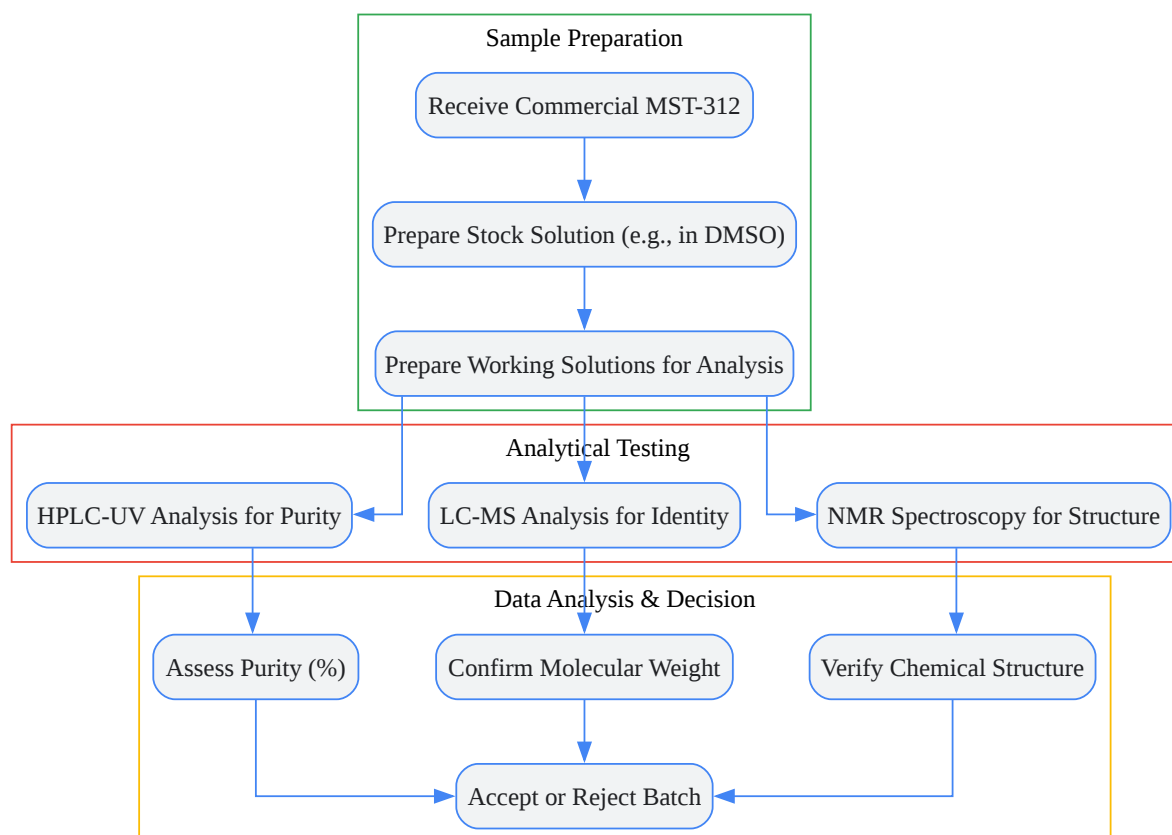 Sample Preparation
Receive Commercial MST-312
Prepare Stock Solution (e.g., in DMSO)
Prepare Working Solutions for Analysis
Analytical Testing
HPLC-UV Analysis for Purity
LC-MS Analysis for Identity
NMR Spectroscopy for Structure
Data Analysis & Decision
Assess Purity (%)
Confirm Molecular Weight
Verify Chemical Structure
Accept or Reject Batch